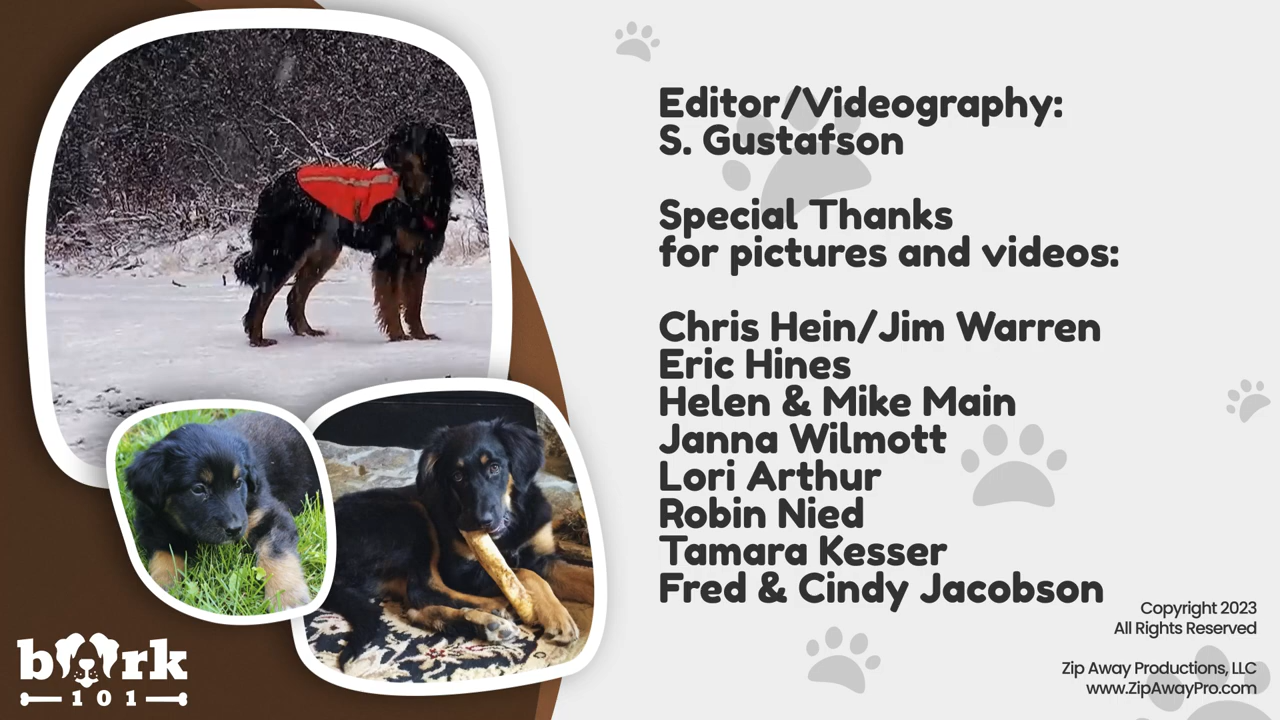 Editor/Videography:
S. Gustafson
Special Thanks
for pictures and videos:
Chris Hein/Jim Warren
Eric Hines
Helen & Mike Main
Janna Wilmott
Lori Arthur
Robin Nied
Tamara Kesser
Fred & Cindy Jacobson
Copyright 2023
All Rights Reserved
Zip Away Productions, LLC
www.ZipAwayPro.com
bark
101